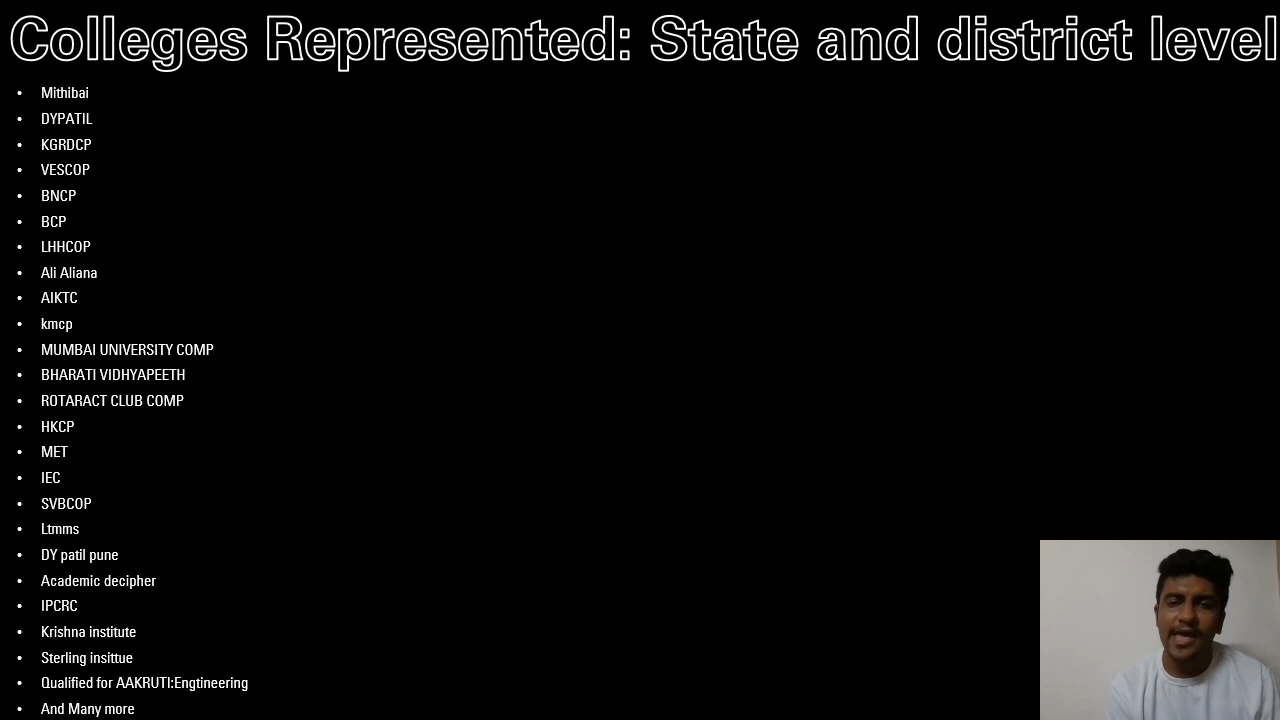 Colleges Represented: State and district level
• Mithibai
• DYPATIL
• KGRDCP
• VESCOP
• BNCP
• BCP
• LHHCOP
• Ali Aliana
• AIKTC
• kmcp
• MUMBAI UNIVERSITY COMP
• BHARATI VIDHYAPEETH
• ROTARACT CLUB COMP
• HKCP
• MET
• IEC
• SVBCOP
• Ltmms
• DY patil pune
• Academic decipher
• IPCRC
• Krishna institute
• Sterling insittue
• Qualified for AAKRUTI:Engtineering
• And Many more